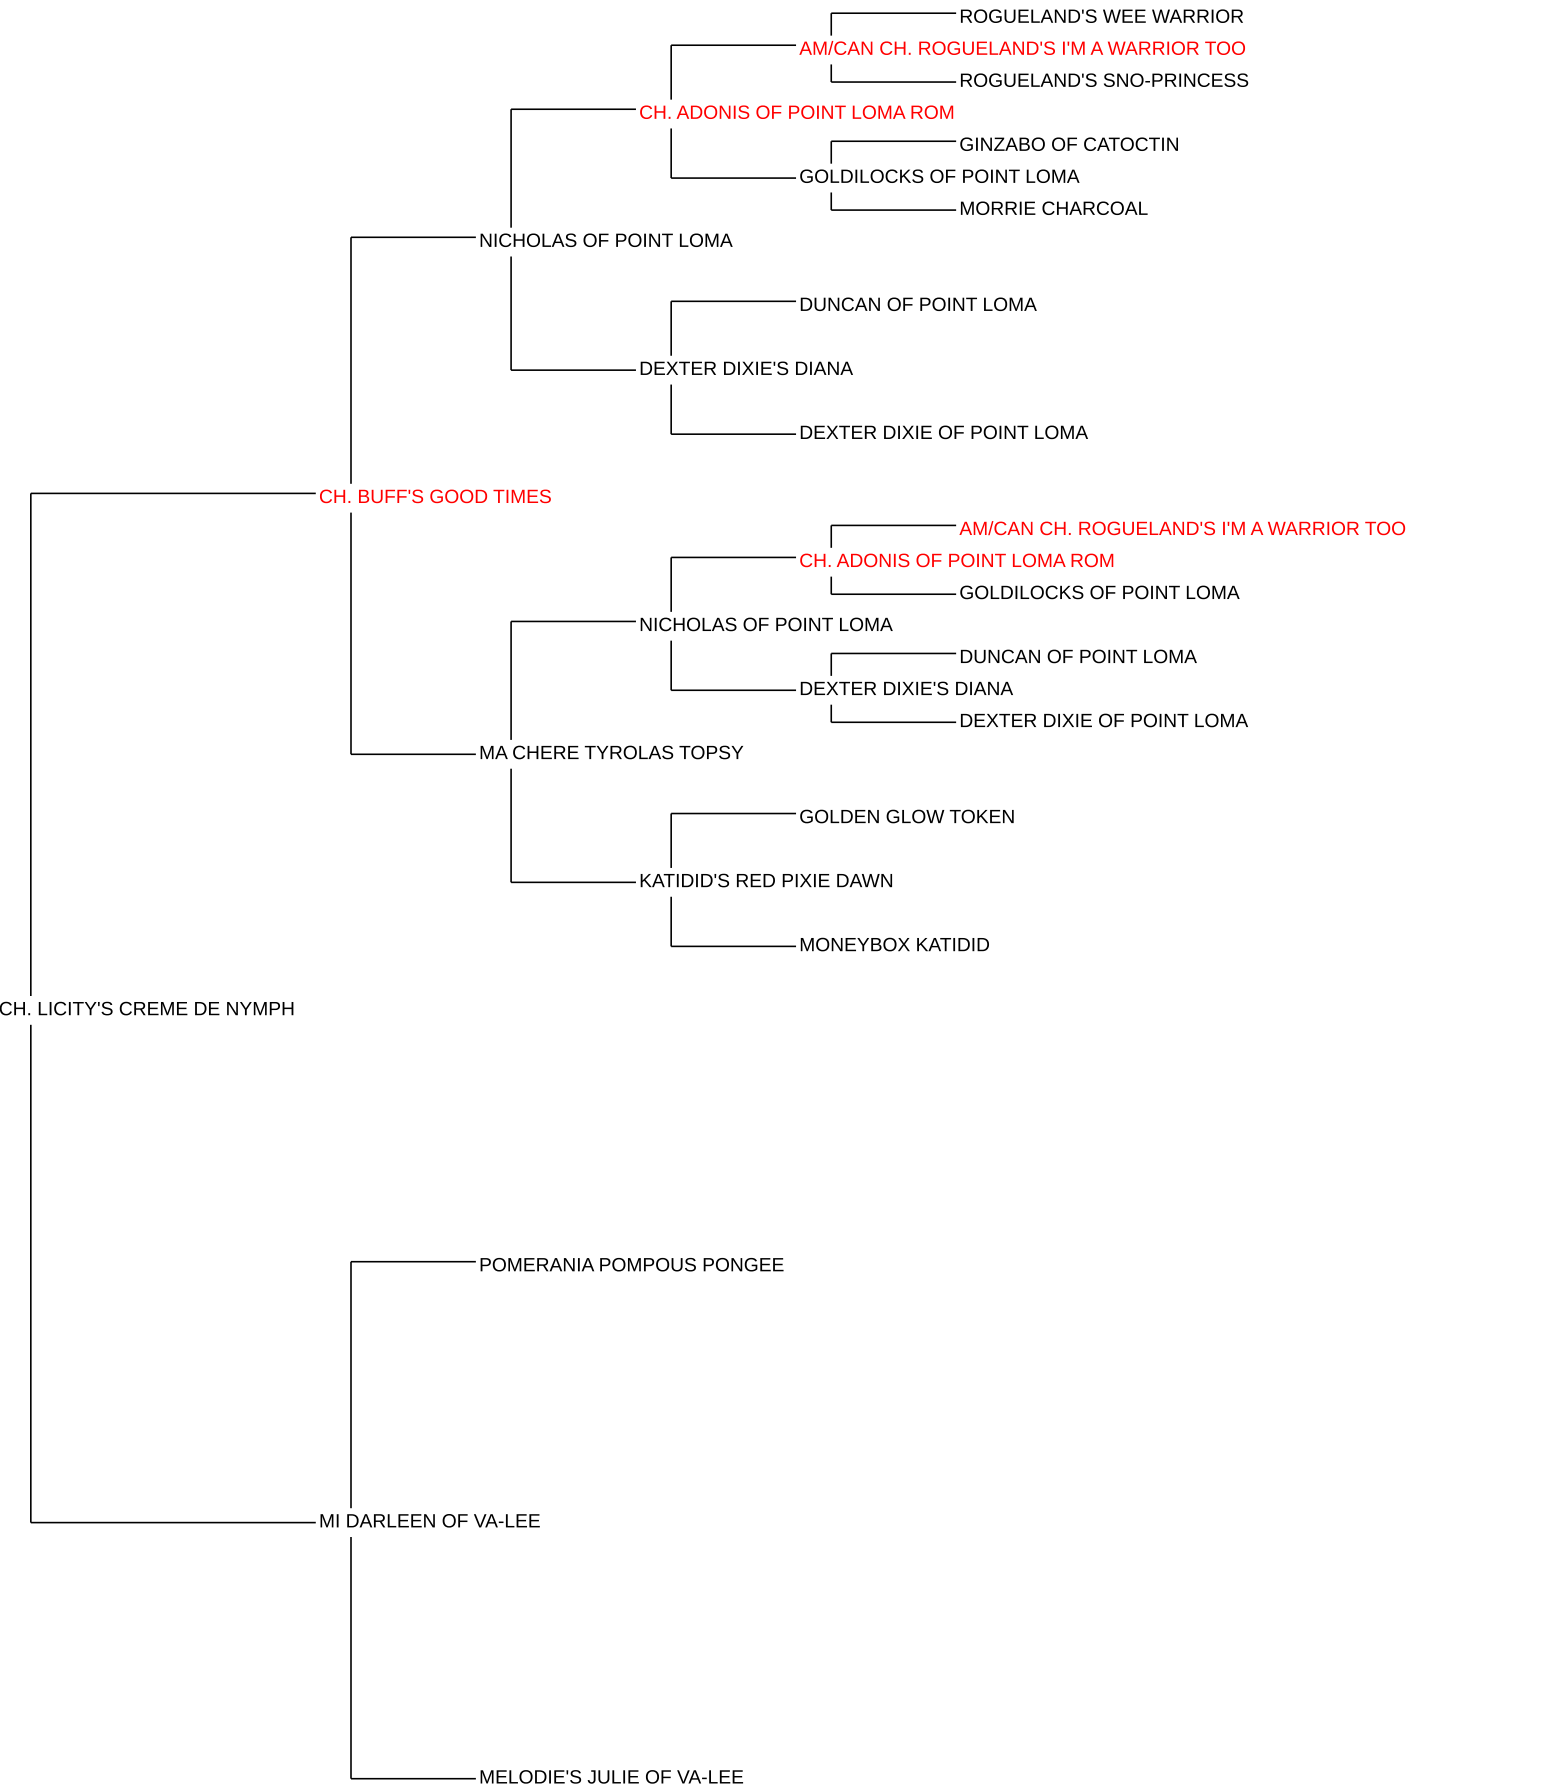 ROGUELAND'S WEE WARRIOR
AM/CAN CH. ROGUELAND'S I'M A WARRIOR TOO
ROGUELAND'S SNO-PRINCESS
CH. ADONIS OF POINT LOMA ROM
GINZABO OF CATOCTIN
GOLDILOCKS OF POINT LOMA
MORRIE CHARCOAL
NICHOLAS OF POINT LOMA
DUNCAN OF POINT LOMA
DEXTER DIXIE'S DIANA
DEXTER DIXIE OF POINT LOMA
CH. BUFF'S GOOD TIMES
AM/CAN CH. ROGUELAND'S I'M A WARRIOR TOO
CH. ADONIS OF POINT LOMA ROM
GOLDILOCKS OF POINT LOMA
NICHOLAS OF POINT LOMA
DUNCAN OF POINT LOMA
DEXTER DIXIE'S DIANA
DEXTER DIXIE OF POINT LOMA
MA CHERE TYROLAS TOPSY
GOLDEN GLOW TOKEN
KATIDID'S RED PIXIE DAWN
MONEYBOX KATIDID
CH. LICITY'S CREME DE NYMPH
POMERANIA POMPOUS PONGEE
MI DARLEEN OF VA-LEE
MELODIE'S JULIE OF VA-LEE